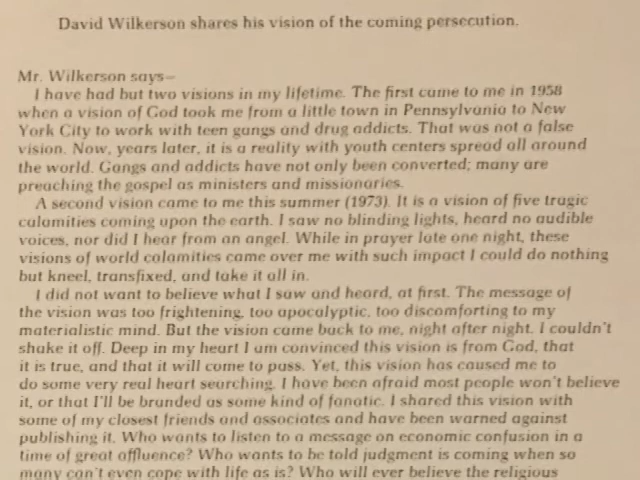 David Wilkerson shares his vision of the coming persecution.
Mr. Wilkerson says—
I have had but two visions in my lifetime. The first came to me in 1958
when a vision of God took me from a little town in Pennsylvania to New
York City to work with teen gangs and drug addicts. That was not a false
vision. Now, years later, it is a reality with youth centers spread all around
the world. Gangs and addicts have not only been converted; many are
preaching the gospel as ministers and missionaries.
A second vision came to me this summer (1973). It is a vision of five tragic
calamities coming upon the earth. I saw no blinding lights, heard no audible
voices, nor did I hear from an angel. While in prayer late one night, these
visions of world calamities came over me with such impact I could do nothing
but kneel, transfixed, and take it all in.
I did not want to believe what I saw and heard, at first. The message of
the vision was too frightening, too apocalyptic, too discomforting to my
materialistic mind. But the vision came back to me, night after night. I couldn't
shake it off. Deep in my heart I am convinced this vision is from God, that
it is true, and that it will come to pass. Yet, this vision has caused me to
do some very real heart searching. I have been afraid most people won't believe
it, or that I'll be branded as some kind of fanatic. I shared this vision with
some of my closest friends and associates and have been warned against
publishing it. Who wants to listen to a message on economic confusion in a
time of great affluence? Who wants to be told judgment is coming when so
many can't even cope with life as is? Who will ever believe the religious